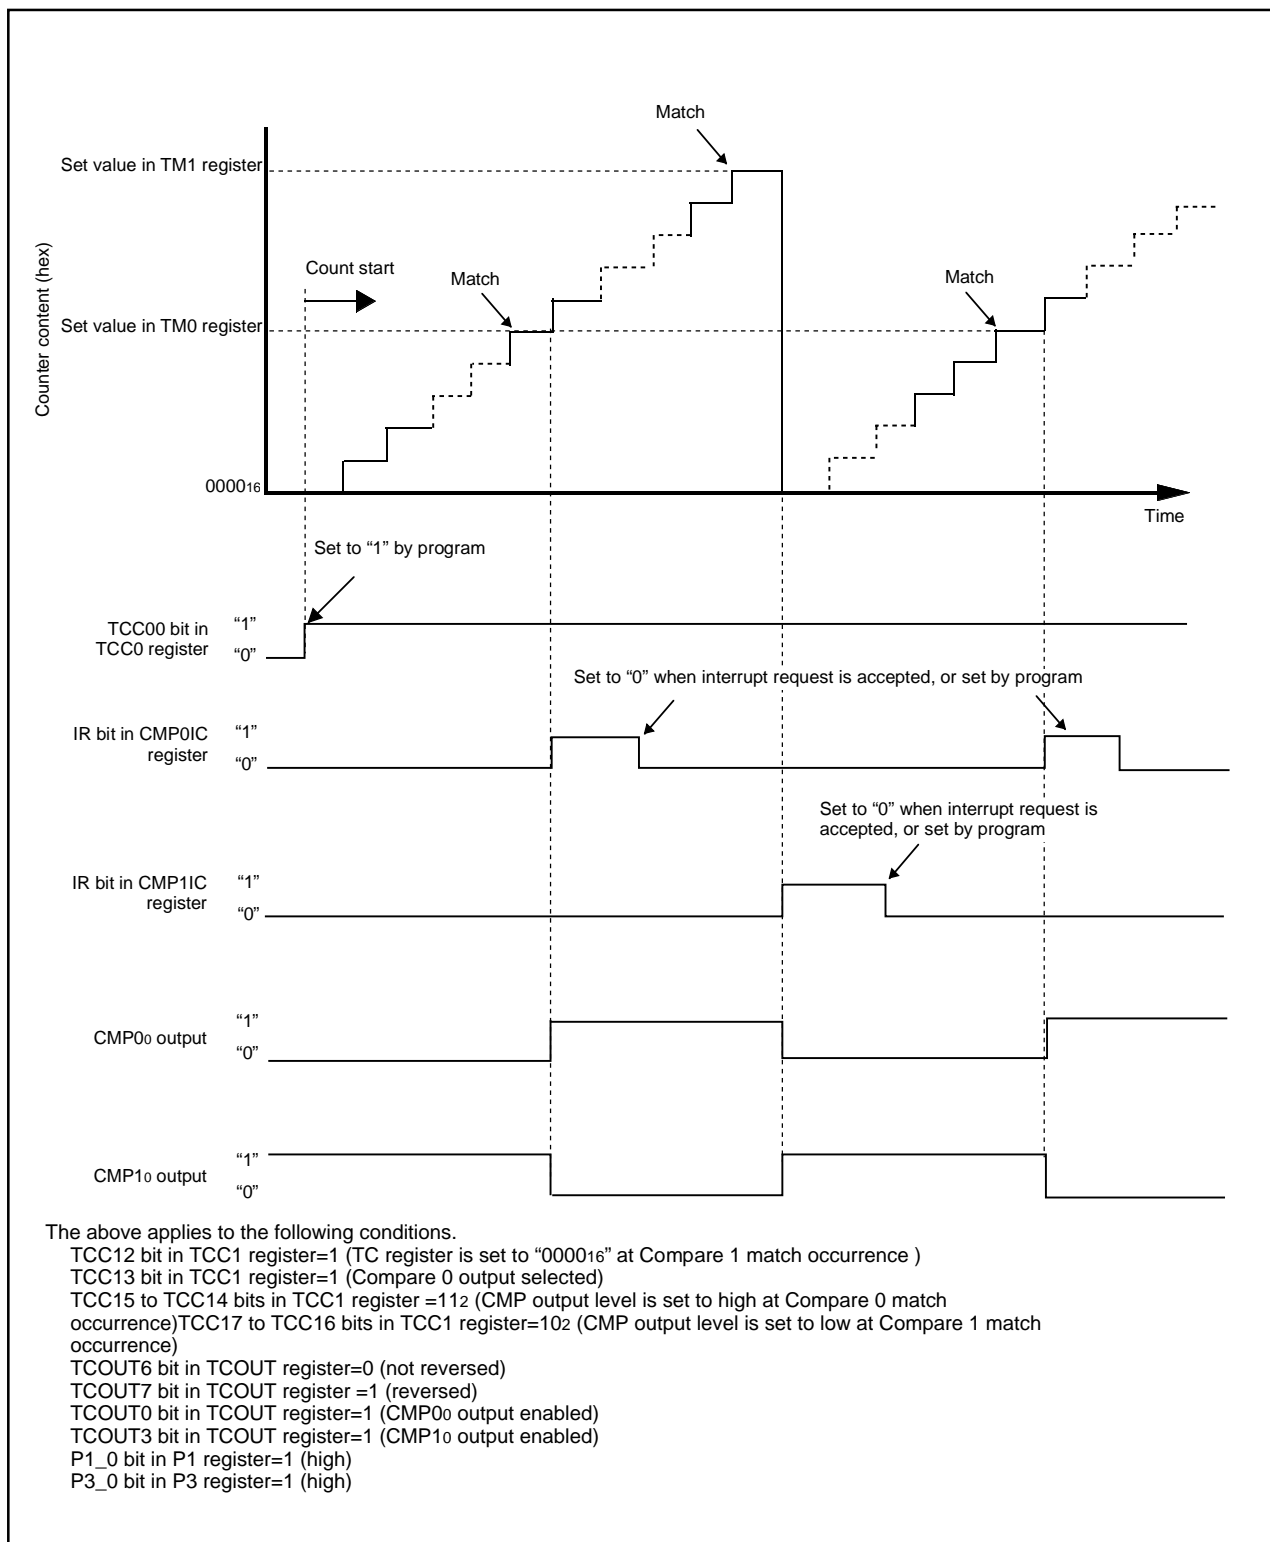 Match
Set value in TM1 register
Count start
Match
Match
Set value in TM0 register
Counter content (hex)
000016
Time
Set to “1” by program
TCC00 bit in
TCC0 register
“1”
“0”
Set to “0” when interrupt request is accepted, or set by program
IR bit in CMP0IC
register
“1”
“0”
Set to “0” when interrupt request is
accepted, or set by program
IR bit in CMP1IC
register
“1”
“0”
CMP00 output
“1”
“0”
CMP10 output
“1”
“0”
The above applies to the following conditions.
TCC12 bit in TCC1 register=1 (TC register is set to “000016” at Compare 1 match occurrence )
TCC13 bit in TCC1 register=1 (Compare 0 output selected)
TCC15 to TCC14 bits in TCC1 register =112 (CMP output level is set to high at Compare 0 match
occurrence)TCC17 to TCC16 bits in TCC1 register=102 (CMP output level is set to low at Compare 1 match
occurrence)
TCOUT6 bit in TCOUT register=0 (not reversed)
TCOUT7 bit in TCOUT register =1 (reversed)
TCOUT0 bit in TCOUT register=1 (CMP00 output enabled)
TCOUT3 bit in TCOUT register=1 (CMP10 output enabled)
P1_0 bit in P1 register=1 (high)
P3_0 bit in P3 register=1 (high)